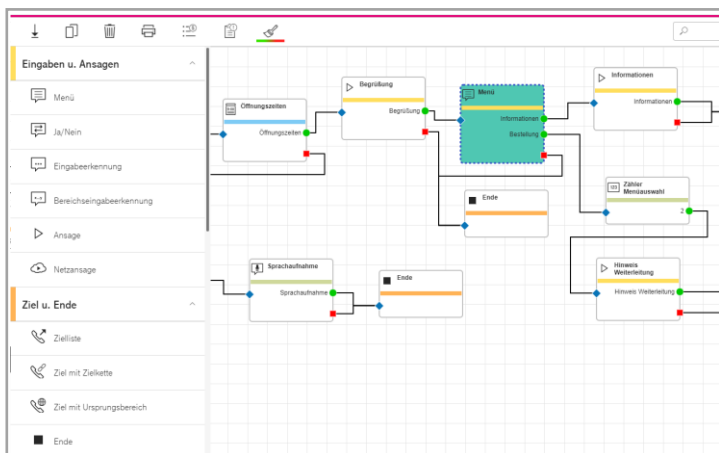 Eingaben u. Ansagen
Menü
Ja/Nein
Eingabeerkennung
Bereichseingabeerkennung
Ansage
Netzansage
Ziel u. Ende
Zielliste
Ziel mit Zielkette
Ziel mit Ursprungsbereich
Ende
Öffnungszeiten
Öffnungszeiten
Begrüßung
Begrüßung
Menü
Informationen
Bestellung
Informationen
Informationen
Ende
Zähler
Menüauswahl
2
Sprachaufnahme
Sprachaufnahme
Ende
Hinweis
Weiterleitung
Hinweis Weiterleitung